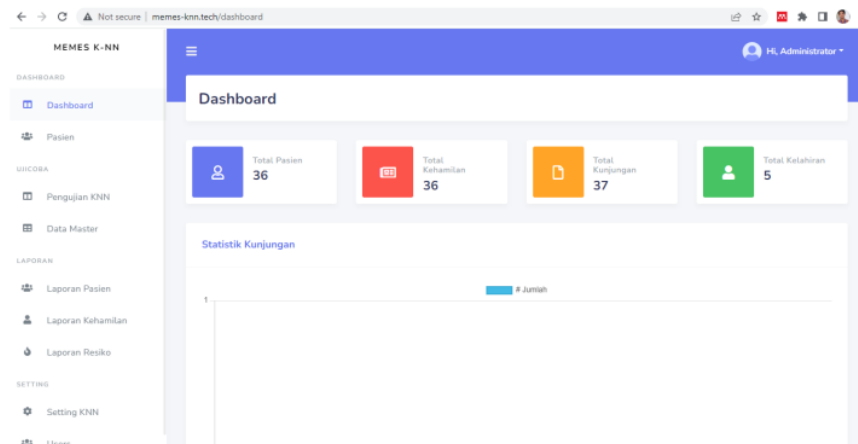 Not secure | memes-knn.tech/dashboard
MEMES K-NN
Hi, Administrator
DASHBOARD
Dashboard
Pasien
UJICOBA
Pengujian KNN
Data Master
LAPORAN
Laporan Pasien
Laporan Kehamilan
Laporan Resiko
SETTING
Setting KNN
Users
Dashboard
Total Pasien
36
Total
Kehamilan
36
Total
Kunjungan
37
Total Kelahiran
5
Statistik Kunjungan
# Jumlah
1